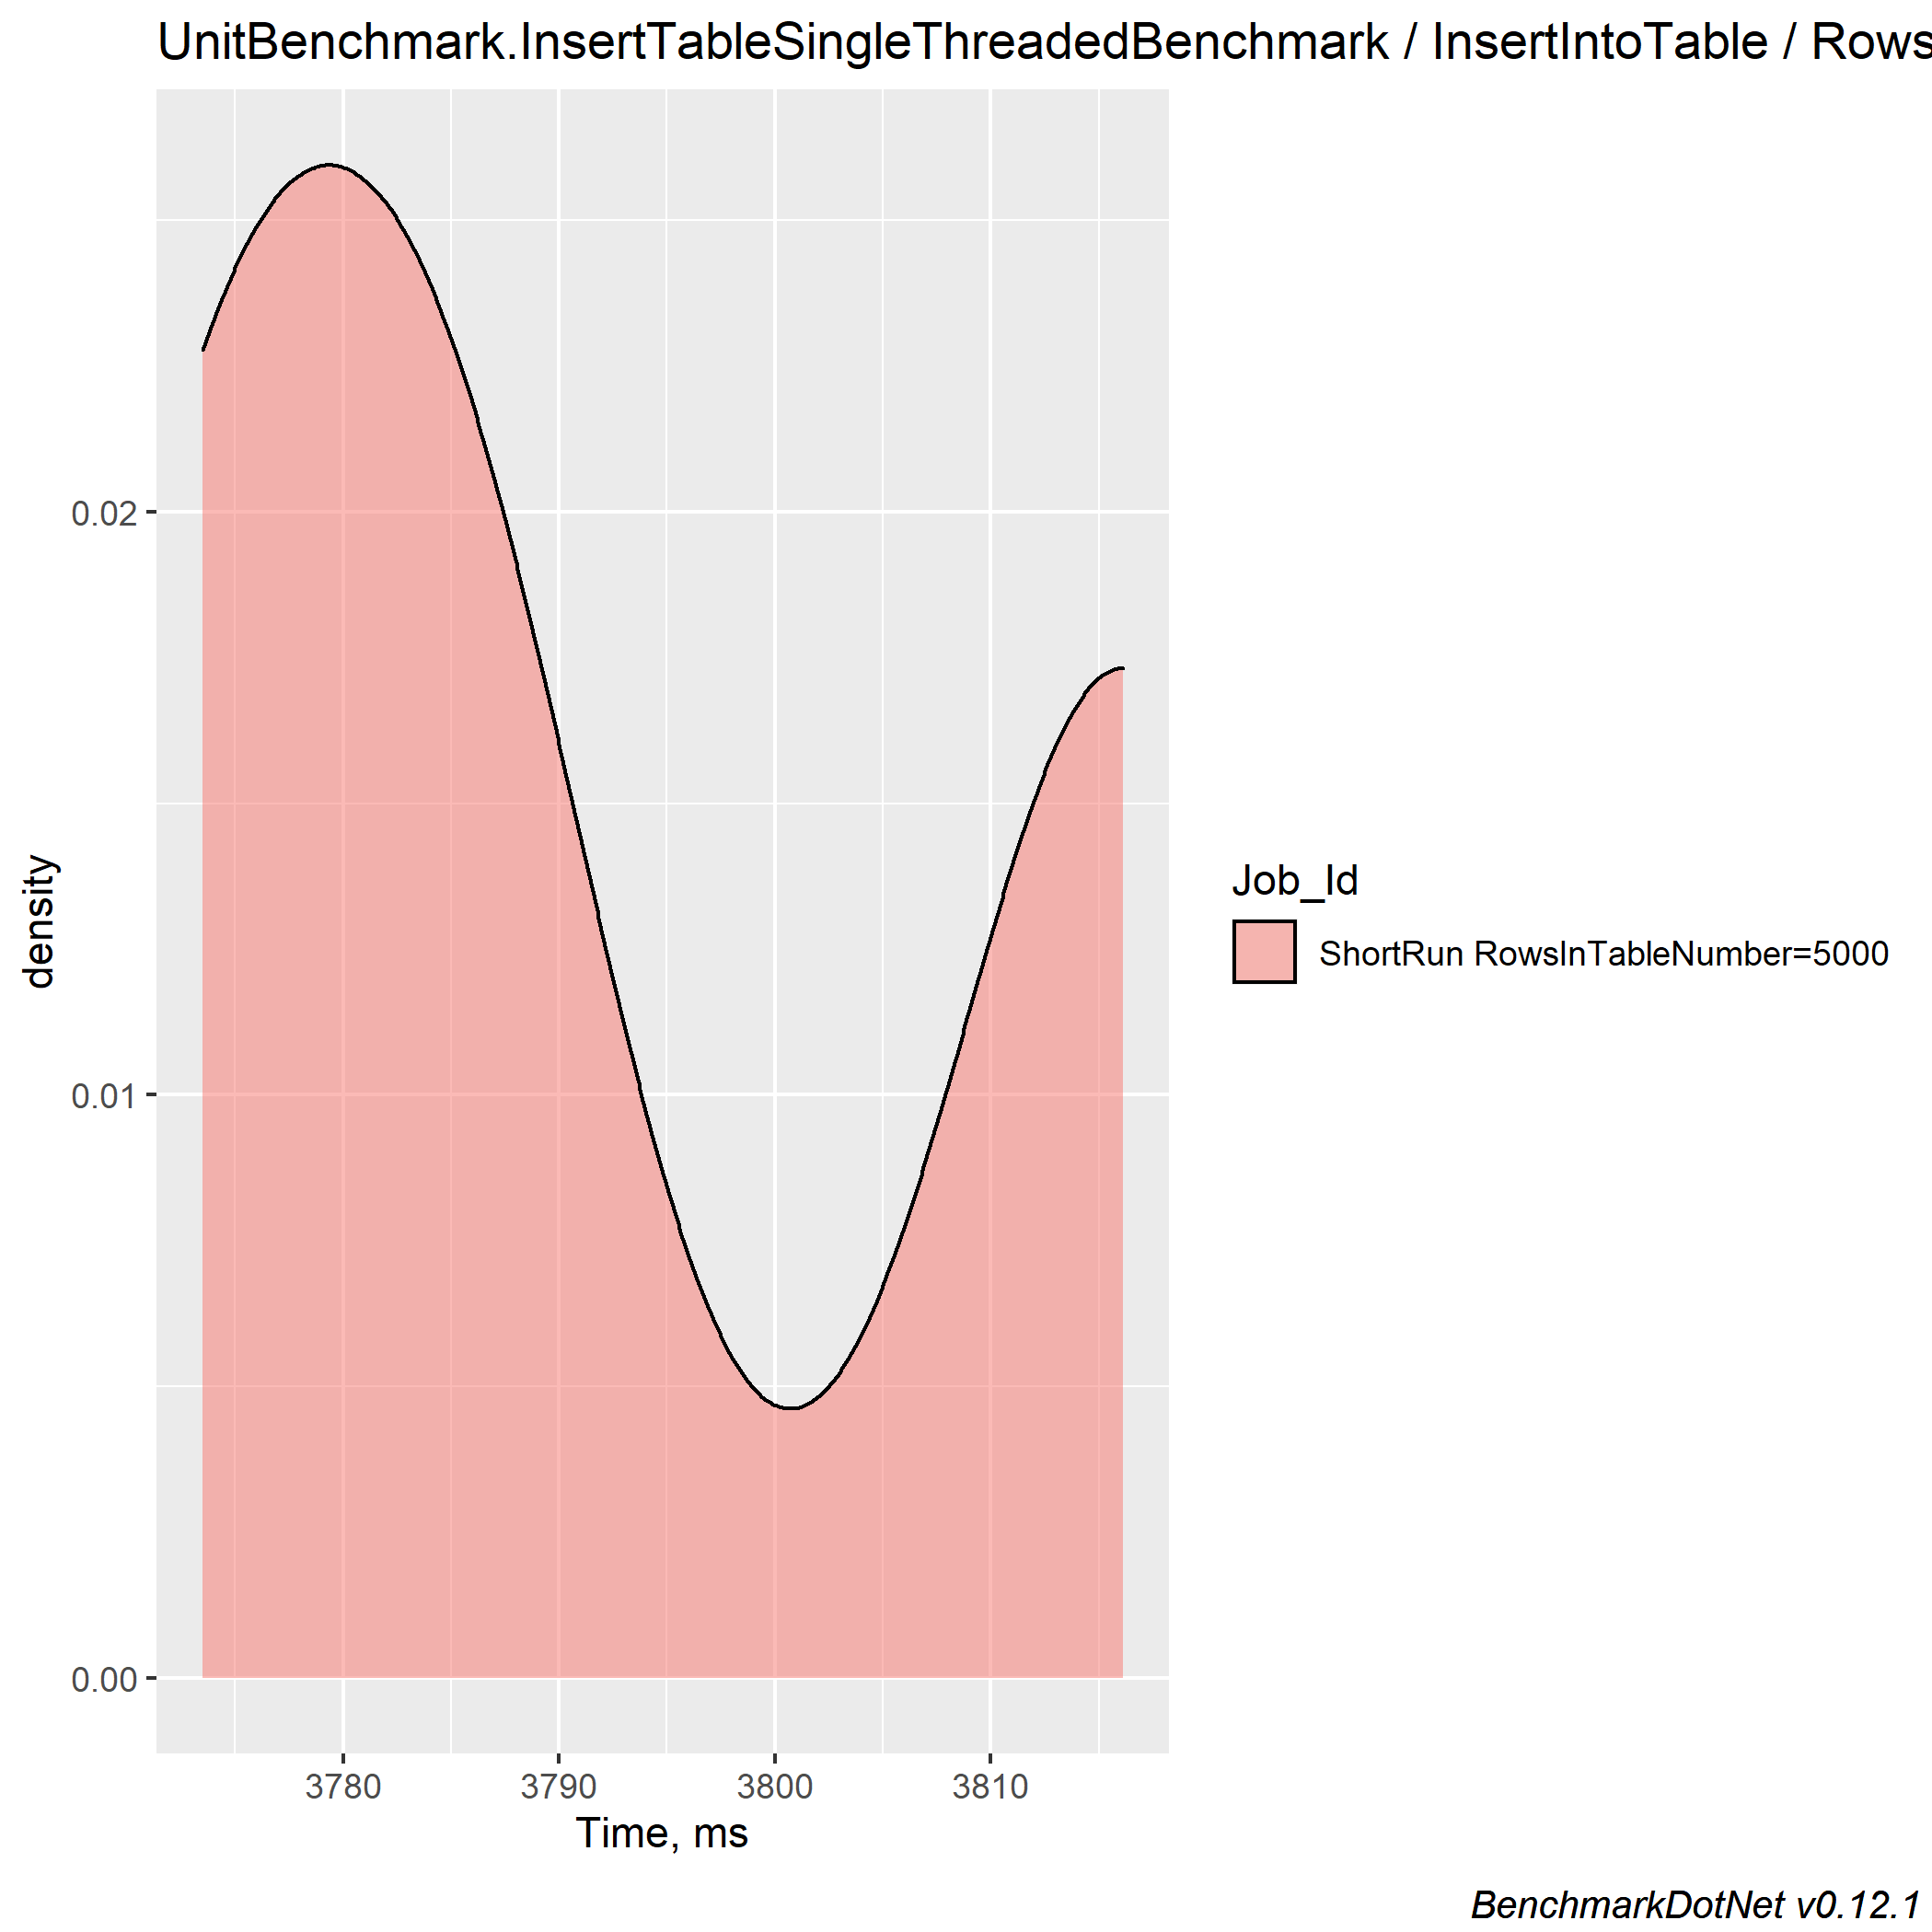 UnitBenchmark.InsertTableSingleThreadedBenchmark / InsertIntoTable / Rows
0.02
0.01
0.00
density
3780 3790 3800 3810
Time, ms
Job_Id
ShortRun RowsInTableNumber=5000
BenchmarkDotNet v0.12.1